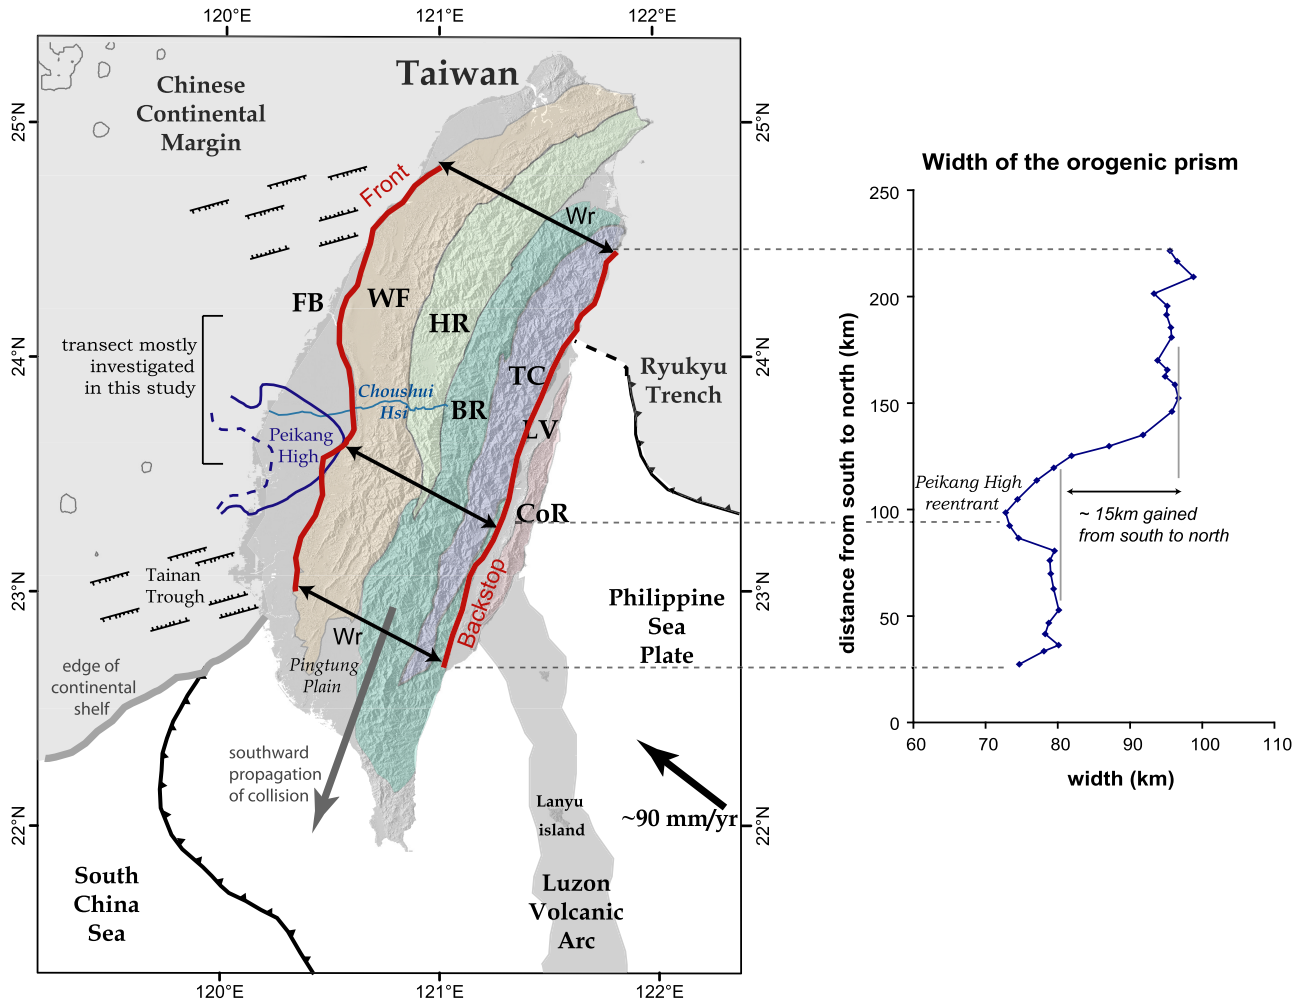 120°E
121°E
122°E
Taiwan
Chinese
Continental
Margin
25°N
25°N
Front
Wr
FB
WF
HR
transect mostly
investigated
in this study
24°N
24°N
Ryukyu
Trench
TC
Choushui
Hsi
BR
LV
Peikang
High
CoR
Tainan
Trough
23°N
23°N
Backstop
Philippine
Sea
Plate
Wr
Pingtung
Plain
edge of
continental
shelf
southward
propagation
of collision
Lanyu
island
~90 mm/yr
22°N
22°N
South
China
Sea
Luzon
Volcanic
Arc
120°E
121°E
122°E
Width of the orogenic prism
250
200
150
100
50
0
distance from south to north (km)
Peikang High
reentrant
~ 15km gained
from south to north
60
70
80
90
100
110
width (km)